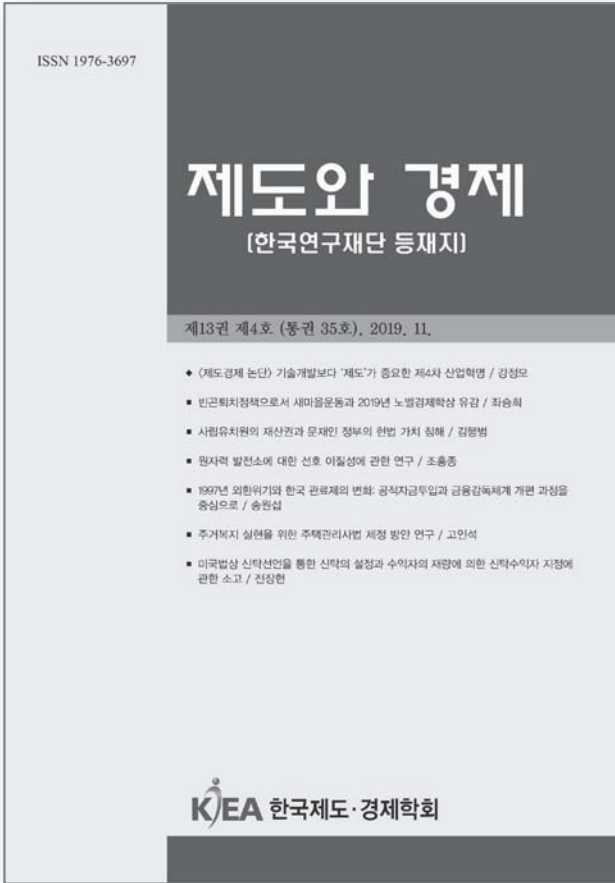 ISSN 1976-3697
제도와 경제
[한국연구재단 등재지]
제13권 제4호 (통권 35호), 2019. 11.
◆ 〈제도경제 논단〉 기술개발보다 '제도'가 중요한 제4차 산업혁명 / 강정모
■ 빈곤퇴치정책으로서 새마을운동과 2019년 노벨경제학상 유감 / 좌승희
■ 사립유치원의 재산권과 문재인 정부의 헌법 가치 침해 / 김행범
■ 원자력 발전소에 대한 선호 이질성에 관한 연구 / 조홍종
■ 1997년 외환위기와 한국 관료제의 변화: 공적자금투입과 금융감독체계 개편 과정을
중심으로 / 송원섭
■ 주거복지 실현을 위한 주택관리사법 제정 방안 연구 / 고인석
■ 미국법상 신탁선언을 통한 신탁의 설정과 수익자의 재량에 의한 신탁수익자 지정에
관한 소고 / 전장현
KIEA 한국제도·경제학회